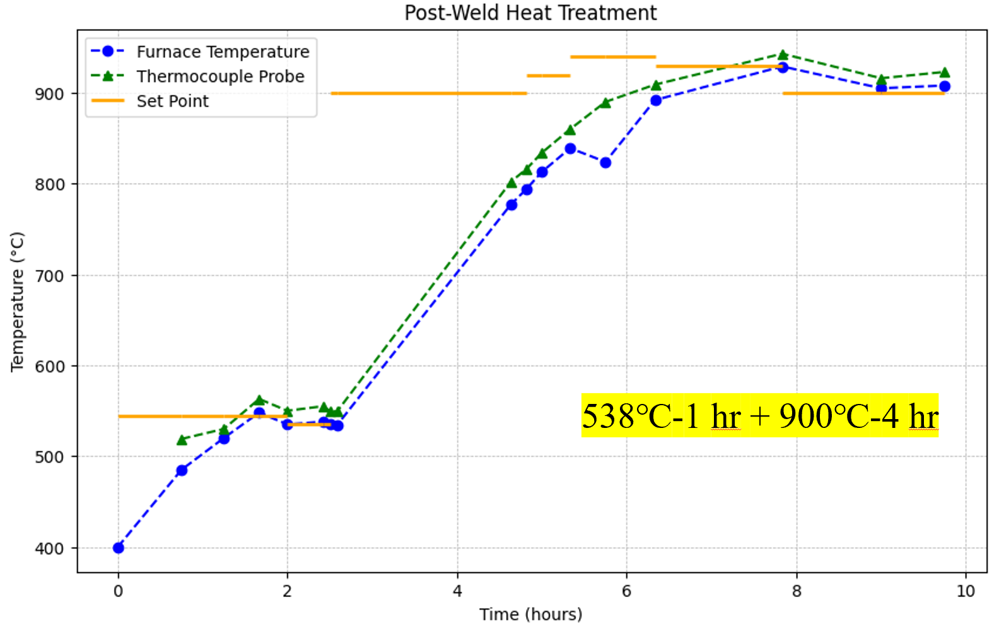 Post-Weld Heat Treatment
Furnace Temperature
Thermocouple Probe
Set Point
900
800
700
600
500
400
Temperature (°C)
538°C-1 hr + 900°C-4 hr
0 2 4 6 8 10
Time (hours)